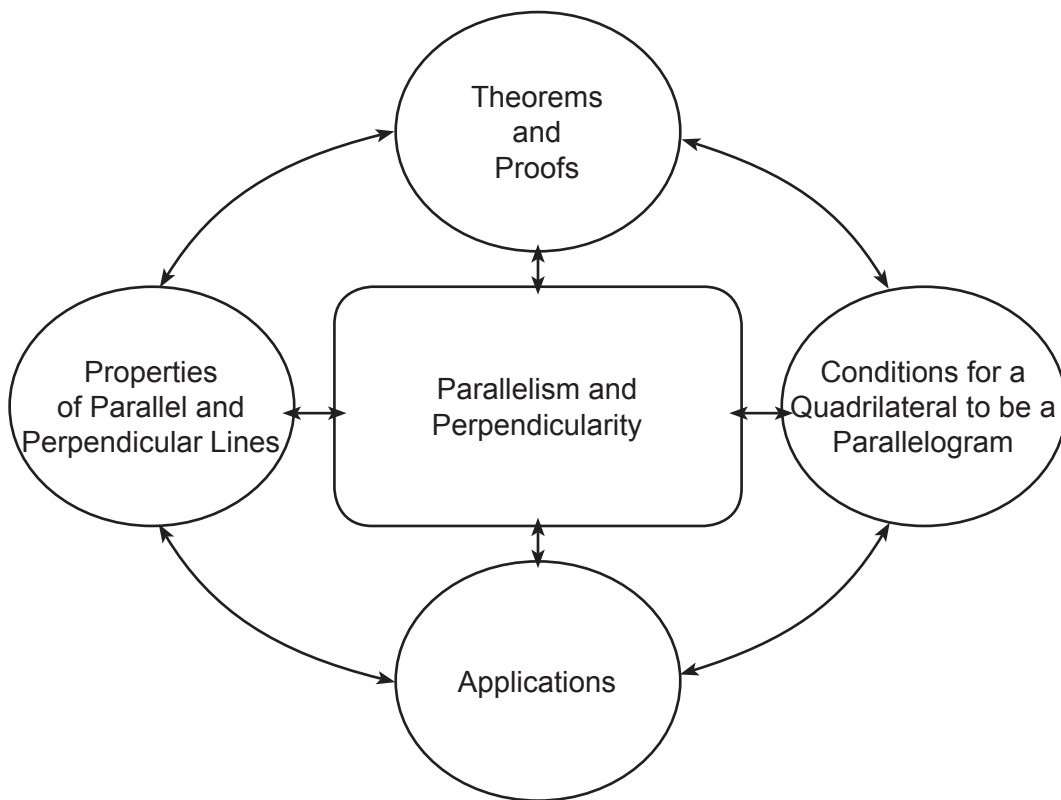 Theorems
and
Proofs
Properties
of Parallel and
Perpendicular Lines
Parallelism and
Perpendicularity
Conditions for a
Quadrilateral to be a
Parallelogram
Applications